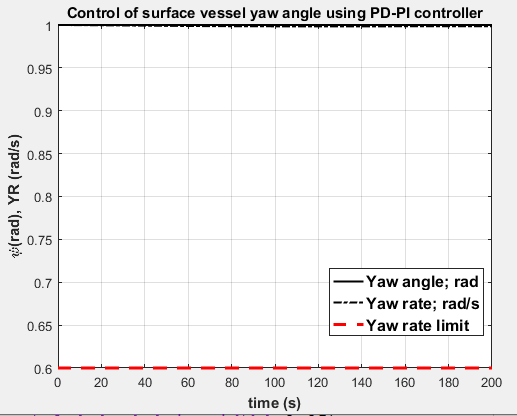 Control of surface vessel yaw angle using PD-PI controller
1
0.95
0.9
0.85
0.8
0.75
0.7
0.65
0.6
ψ̇(rad), YR (rad/s)
Yaw angle; rad
Yaw rate; rad/s
Yaw rate limit
0 20 40 60 80 100 120 140 160 180 200
time (s)